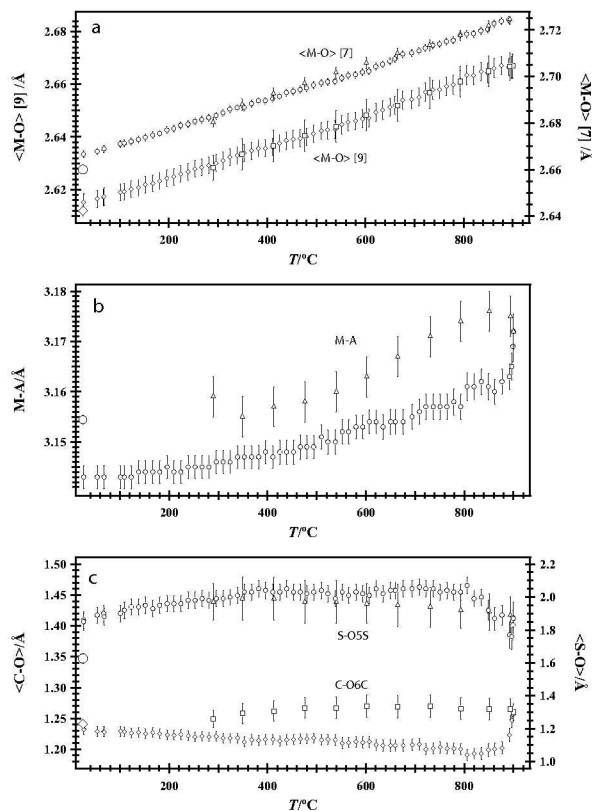 a
<M-O> [9] /Å
<M-O> [7] /Å
2.68
2.66
2.64
2.62
2.72
2.70
2.68
2.66
2.64
<M-O> [7]
<M-O> [9]
200 400 600 800
T/°C
b
M-A/Å
3.18
3.17
3.16
3.15
M-A
200 400 600 800
T/°C
c
<C-O>/Å
<S-O>/Å
1.50
1.45
1.40
1.35
1.30
1.25
1.20
2.2
2.0
1.8
1.6
1.4
1.2
1.0
S-O5S
C-O6C
200 400 600 800
T/°C